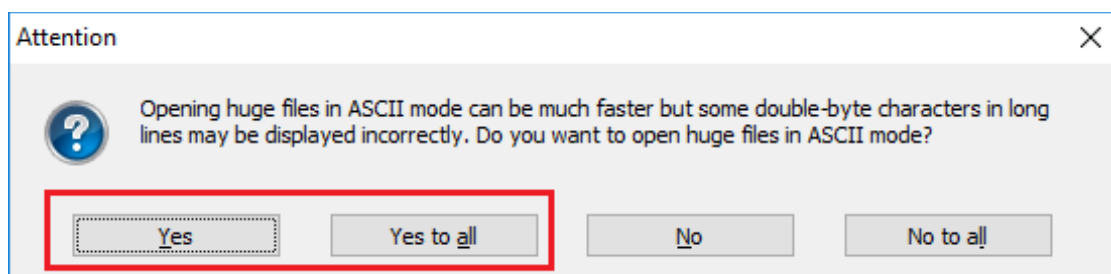 Attention
Opening huge files in ASCII mode can be much faster but some double-byte characters in long
lines may be displayed incorrectly. Do you want to open huge files in ASCII mode?
Yes Yes to all No No to all